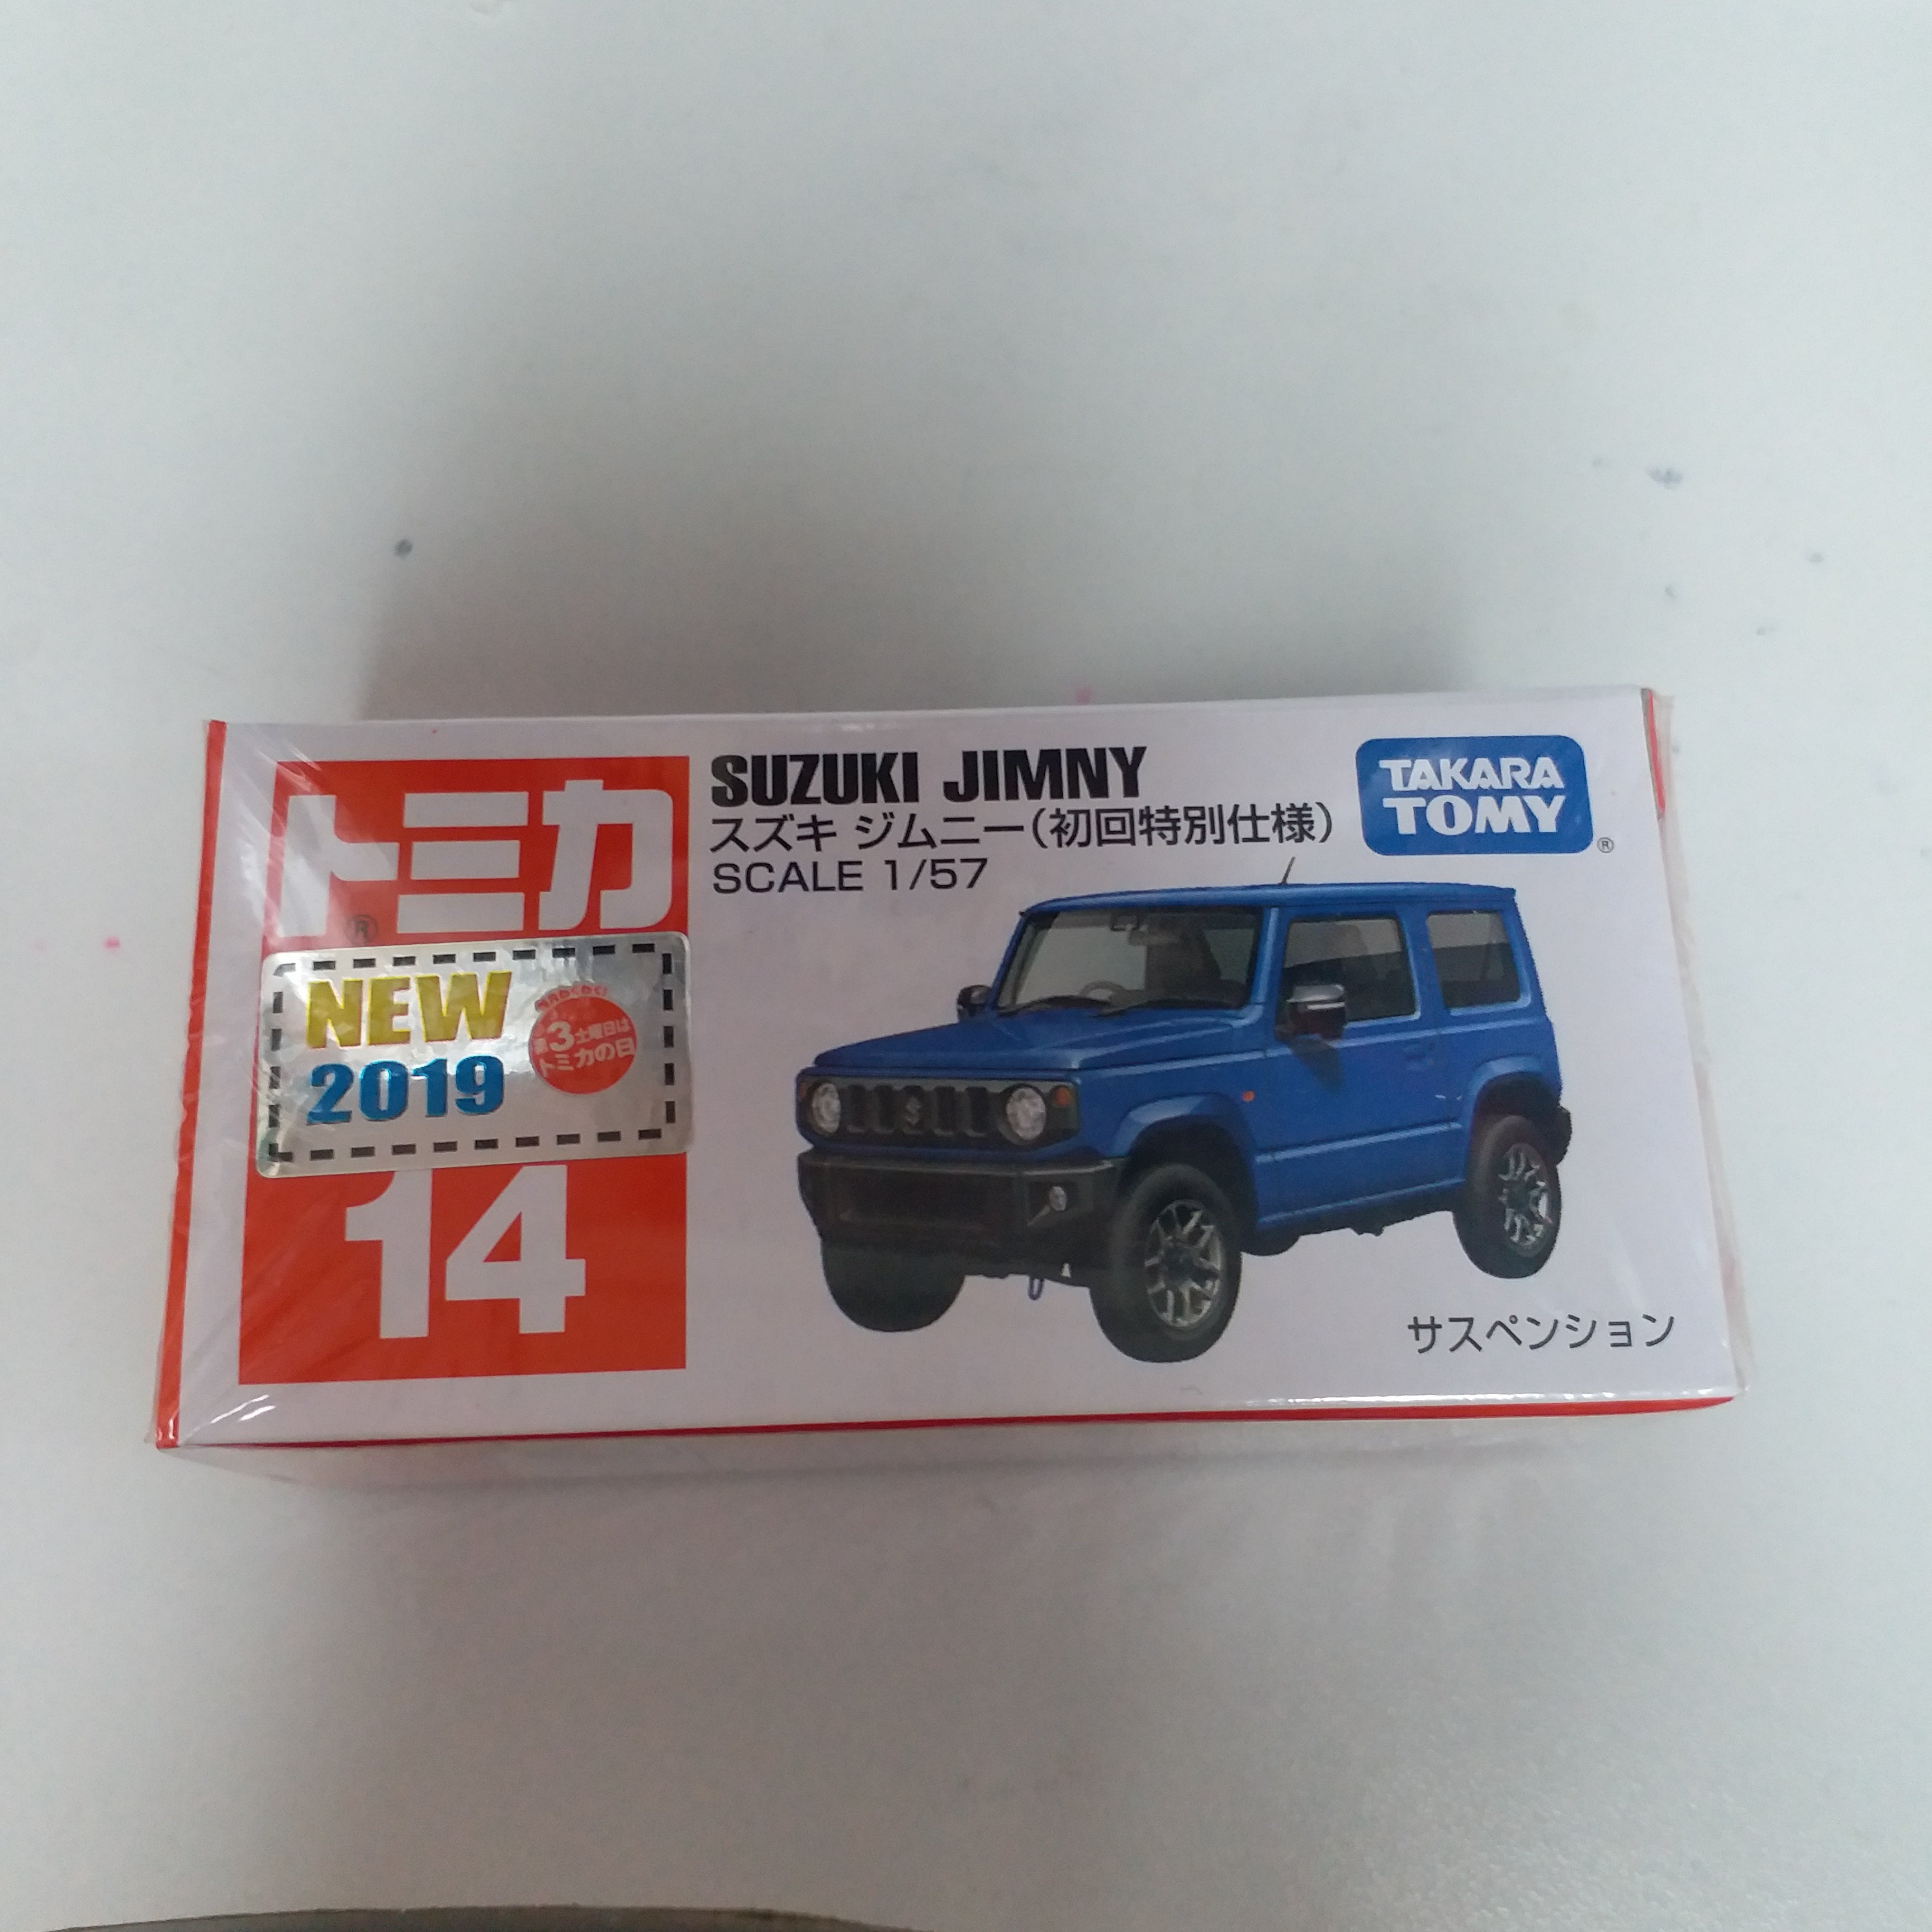 トミカ
®
NEW
2019
第3土曜日は
トミカの日
14
SUZUKI JIMNY
スズキ ジムニー(初回特別仕様)
SCALE 1/57
TAKARA
TOMY
®
サスペンション